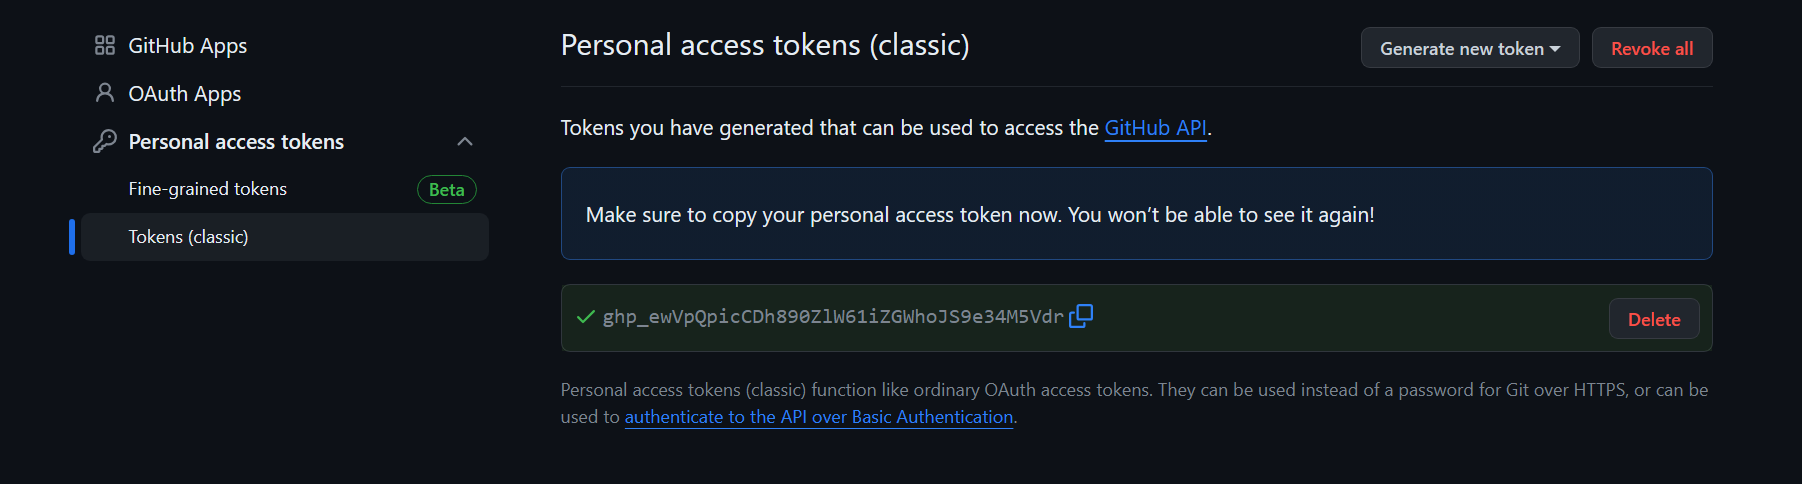 GitHub Apps
OAuth Apps
Personal access tokens
Fine-grained tokens Beta
Tokens (classic)
Personal access tokens (classic)
Generate new token
Revoke all
Tokens you have generated that can be used to access the GitHub API.
Make sure to copy your personal access token now. You won’t be able to see it again!
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
Delete
Personal access tokens (classic) function like ordinary OAuth access tokens. They can be used instead of a password for Git over HTTPS, or can be
used to authenticate to the API over Basic Authentication.